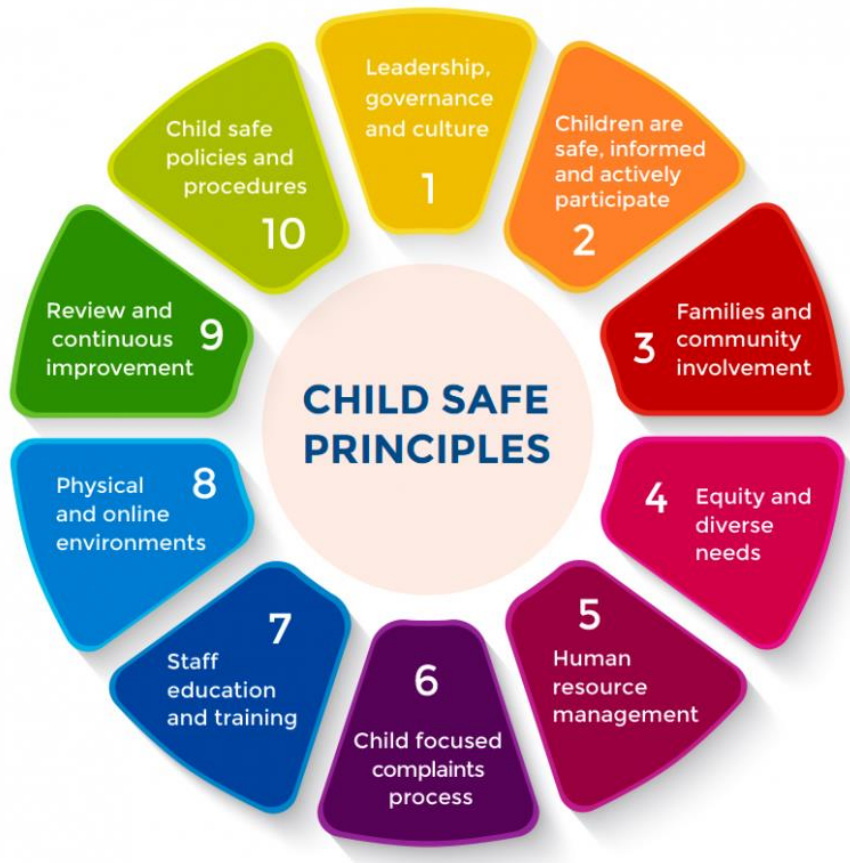 CHILD SAFE
PRINCIPLES
Leadership,
governance
and culture
1
Children are
safe, informed
and actively
participate
2
3
Families and
community
involvement
4
Equity and
diverse
needs
5
Human
resource
management
6
Child focused
complaints
process
7
Staff
education
and training
8
Physical
and online
environments
9
Review and
continuous
improvement
Child safe
policies and
procedures
10